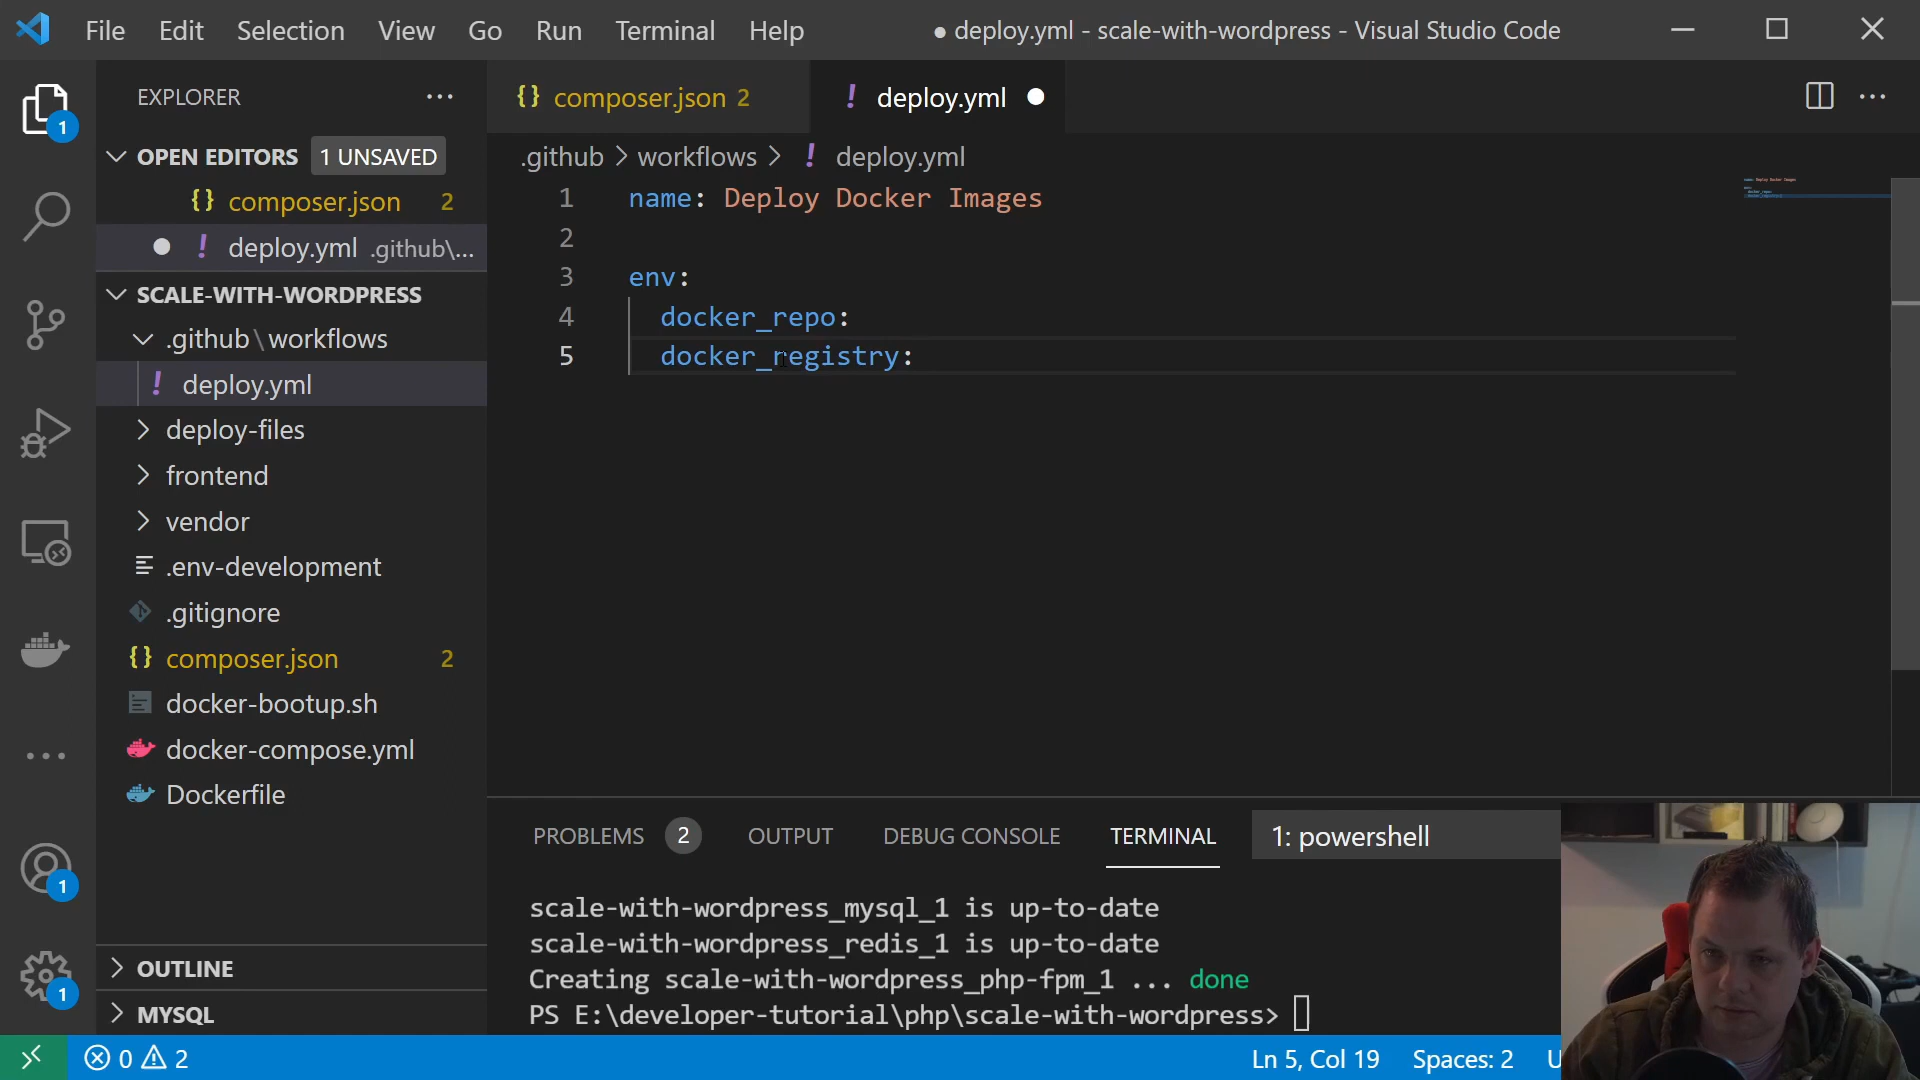 File Edit Selection View Go Run Terminal Help
● deploy.yml - scale-with-wordpress - Visual Studio Code
EXPLORER
{} composer.json 2
! deploy.yml
OPEN EDITORS 1 UNSAVED
.github > workflows > ! deploy.yml
{} composer.json 2
! deploy.yml .github\...
SCALE-WITH-WORDPRESS
.github\workflows
! deploy.yml
deploy-files
frontend
vendor
.env-development
.gitignore
{} composer.json 2
docker-bootup.sh
docker-compose.yml
Dockerfile
OUTLINE
MYSQL
1 name: Deploy Docker Images
2
3 env:
4 docker_repo:
5 docker_registry:
PROBLEMS 2 OUTPUT DEBUG CONSOLE TERMINAL 1: powershell
scale-with-wordpress_mysql_1 is up-to-date
scale-with-wordpress_redis_1 is up-to-date
Creating scale-with-wordpress_php-fpm_1 ... done
PS E:\developer-tutorial\php\scale-with-wordpress>
1
1
1
0 2
Ln 5, Col 19 Spaces: 2 U